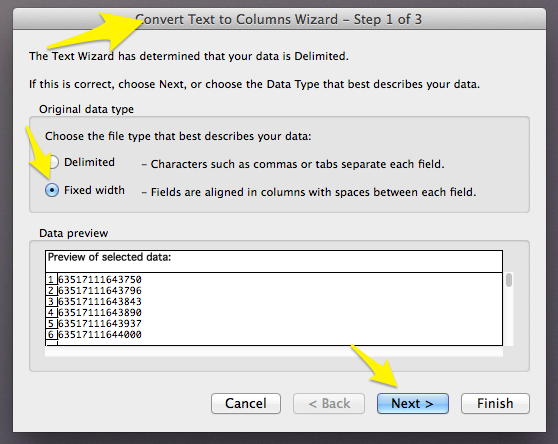 Convert Text to Columns Wizard – Step 1 of 3
The Text Wizard has determined that your data is Delimited.
If this is correct, choose Next, or choose the Data Type that best describes your data.
Original data type
Choose the file type that best describes your data:
Delimited – Characters such as commas or tabs separate each field.
Fixed width – Fields are aligned in columns with spaces between each field.
Data preview
Preview of selected data:
1 63517111643750
2 63517111643796
3 63517111643843
4 63517111643890
5 63517111643937
6 63517111644000
Cancel < Back Next > Finish